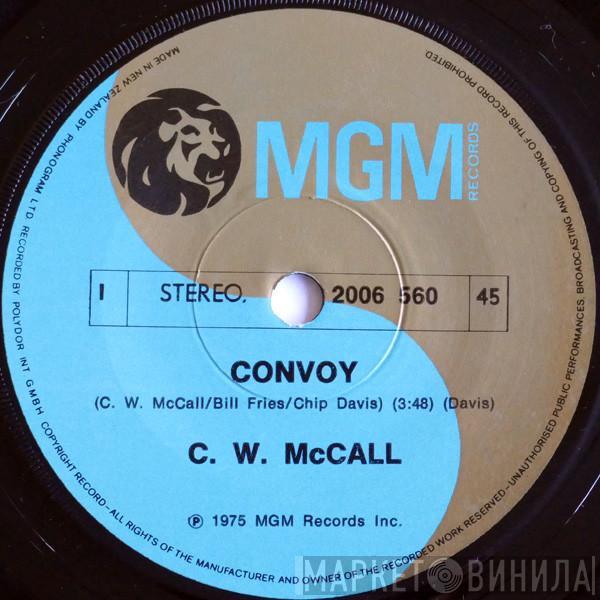 MADE IN NEW ZEALAND BY PHONOGRAM LTD RECORDED BY POLYDOR INT GMBH COPYRIGHT RECORD - ALL RIGHTS OF THE MANUFACTURER AND OWNER OF THE RECORDED WORK RESERVED - UNAUTHORISED PUBLIC PERFORMANCES, BROADCASTING AND COPYING OF THIS RECORD PROHIBITED.
MGM
RECORDS
I STEREO. 2006 560 45
CONVOY
(C. W. McCall/Bill Fries/Chip Davis) (3:48) (Davis)
C. W. McCALL
℗ 1975 MGM Records Inc.
МАРКЕТ ВИНИЛА